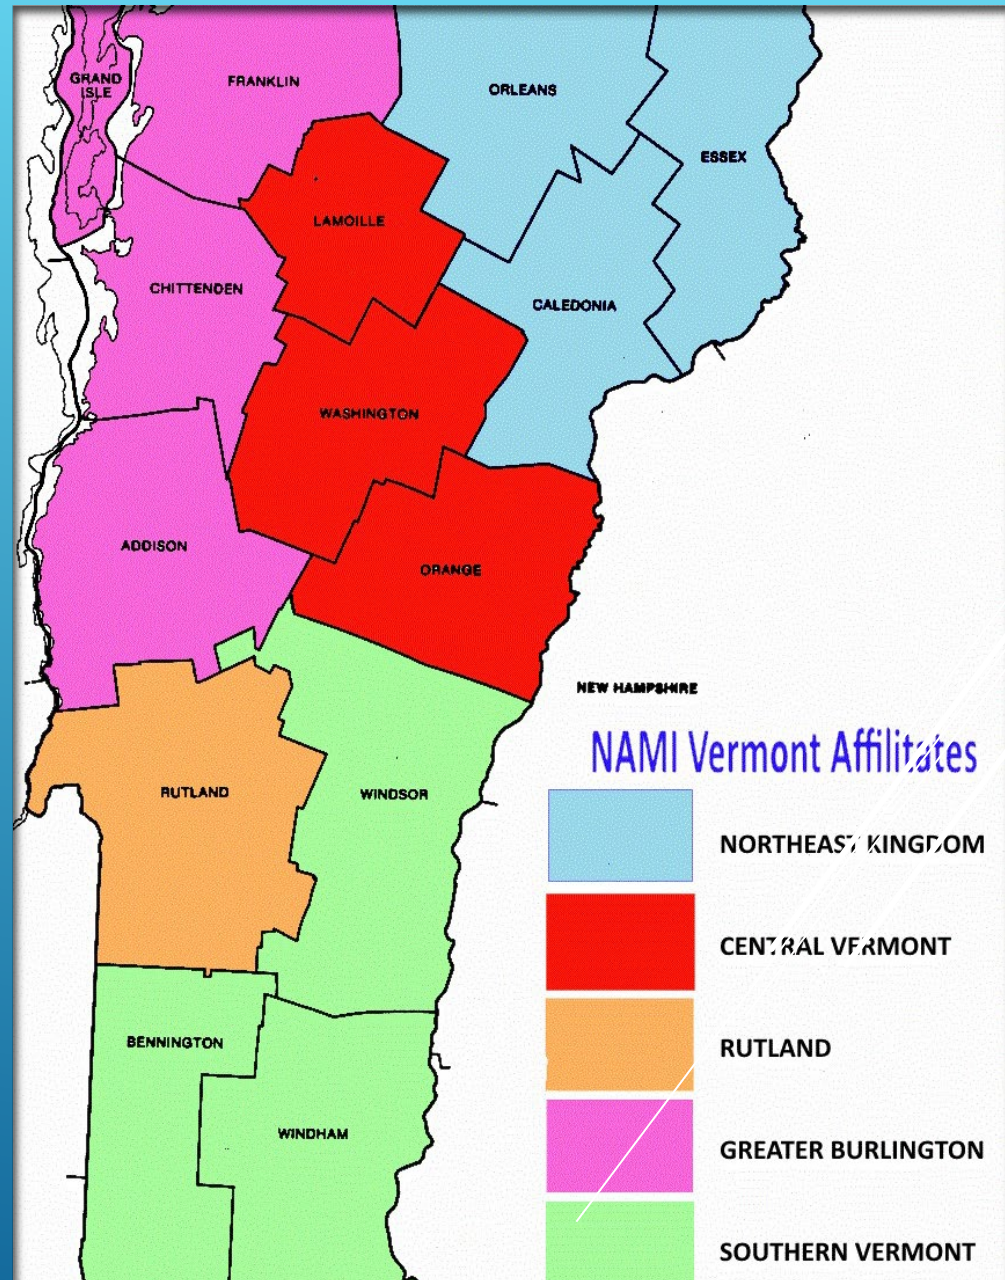 GRAND
ISLE
FRANKLIN
ORLEANS
ESSEX
LAMOILLE
CHITTENDEN
CALEDONIA
WASHINGTON
ADDISON
ORANGE
NEW HAMPSHIRE
NAMI Vermont Affilitates
RUTLAND
WINDSOR
NORTHEAST KINGDOM
CENTRAL VERMONT
BENNINGTON
RUTLAND
WINDHAM
GREATER BURLINGTON
SOUTHERN VERMONT